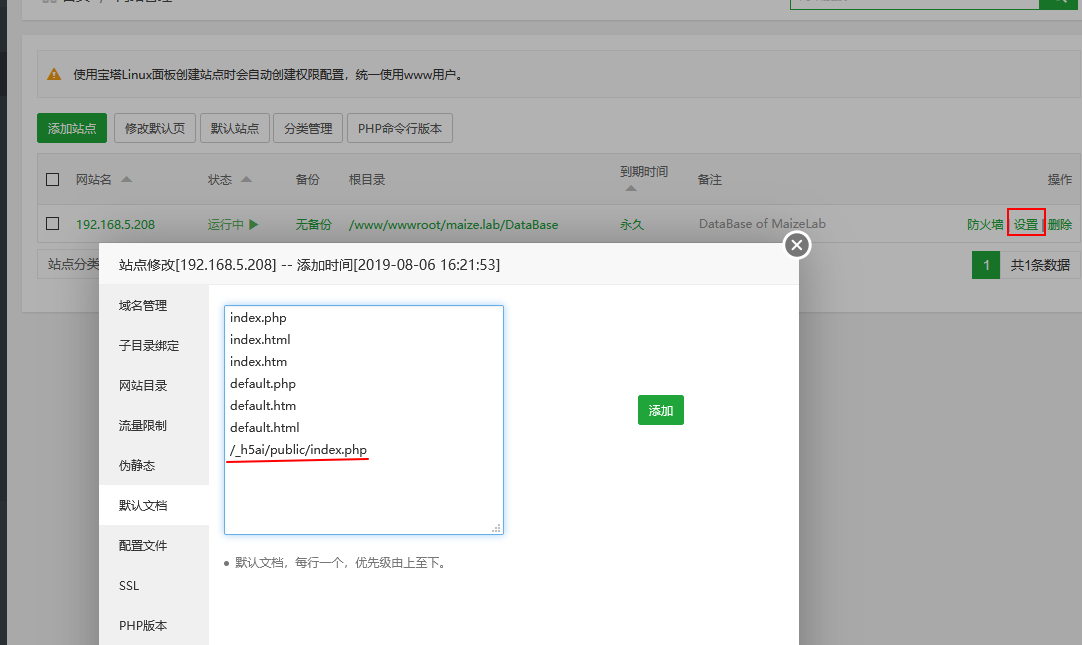 使用宝塔Linux面板创建站点时会自动创建权限配置，统一使用www用户。
添加站点 修改默认页 默认站点 分类管理 PHP命令行版本
网站名 状态 备份 根目录 到期时间 备注 操作
192.168.5.208 运行中 无备份 /www/wwwroot/maize.lab/DataBase 永久 DataBase of MaizeLab 防火墙 | 设置 | 删除
站点分类
1 共1条数据
站点修改[192.168.5.208] -- 添加时间[2019-08-06 16:21:53]
域名管理
子目录绑定
网站目录
流量限制
伪静态
默认文档
配置文件
SSL
PHP版本
index.php
index.html
index.htm
default.php
default.htm
default.html
/_h5ai/public/index.php
添加
默认文档，每行一个，优先级由上至下。